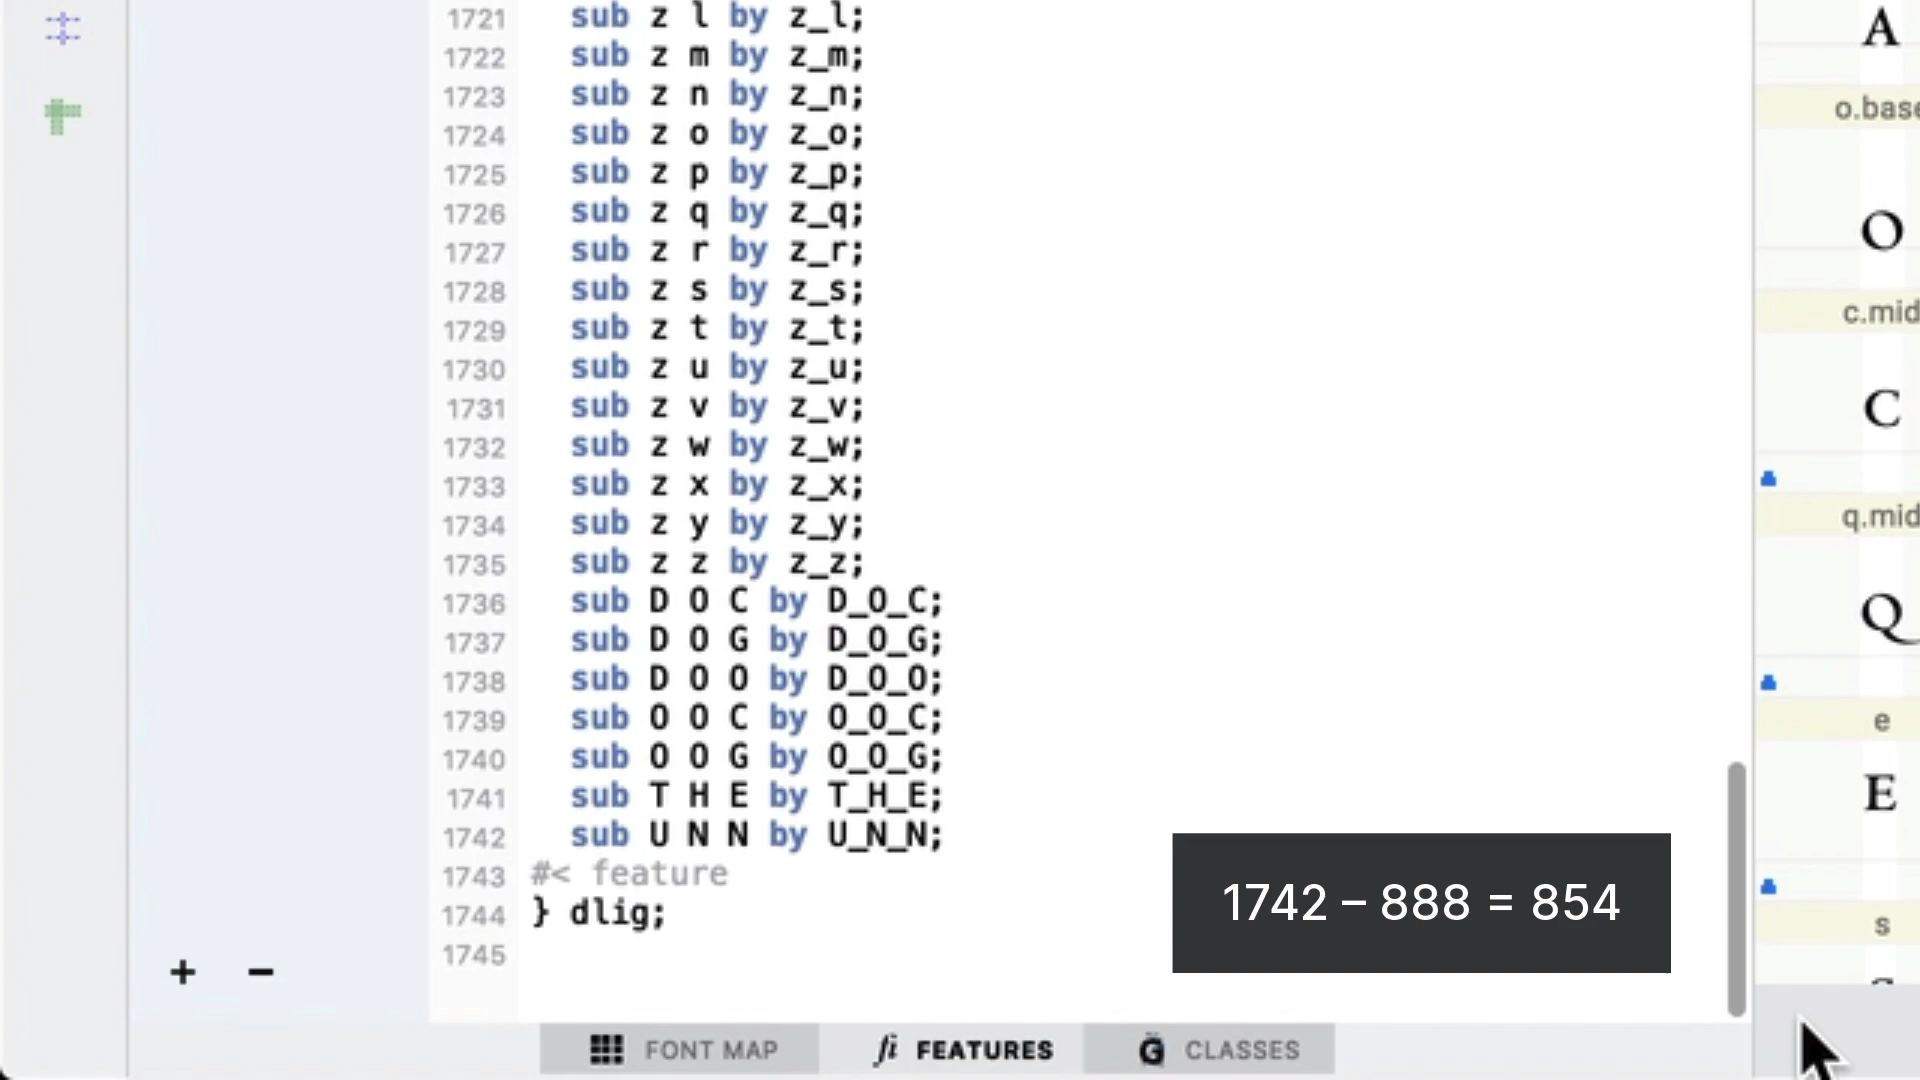 1721 sub z l by z_l;
1722 sub z m by z_m;
1723 sub z n by z_n;
1724 sub z o by z_o;
1725 sub z p by z_p;
1726 sub z q by z_q;
1727 sub z r by z_r;
1728 sub z s by z_s;
1729 sub z t by z_t;
1730 sub z u by z_u;
1731 sub z v by z_v;
1732 sub z w by z_w;
1733 sub z x by z_x;
1734 sub z y by z_y;
1735 sub z z by z_z;
1736 sub D O C by D_O_C;
1737 sub D O G by D_O_G;
1738 sub D O O by D_O_O;
1739 sub O O C by O_O_C;
1740 sub O O G by O_O_G;
1741 sub T H E by T_H_E;
1742 sub U N N by U_N_N;
1743 #< feature
1744 } dlig;
1745
1742 – 888 = 854
+ −
FONT MAP
fi FEATURES
G CLASSES
A
o.base
O
c.mid
C
q.mid
Q
e
E
s